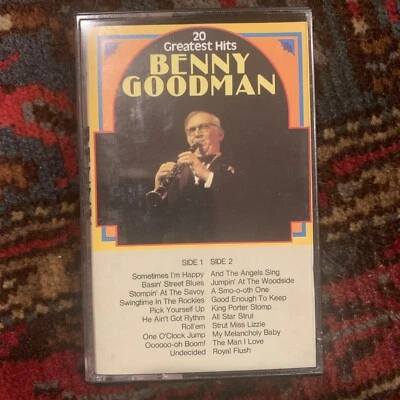 20
Greatest Hits
BENNY
GOODMAN
SIDE 1 SIDE 2
Sometimes I'm Happy And The Angels Sing
Basin' Street Blues Jumpin' At The Woodside
Stompin' At The Savoy A Smo-o-oth One
Swingtime In The Rockies Good Enough To Keep
Pick Yourself Up King Porter Stomp
He Ain't Got Rythm All Star Strut
Roll'em Strut Miss Lizzie
One O'Clock Jump My Melancholy Baby
Oooooo-oh Boom! The Man I Love
Undecided Royal Flush